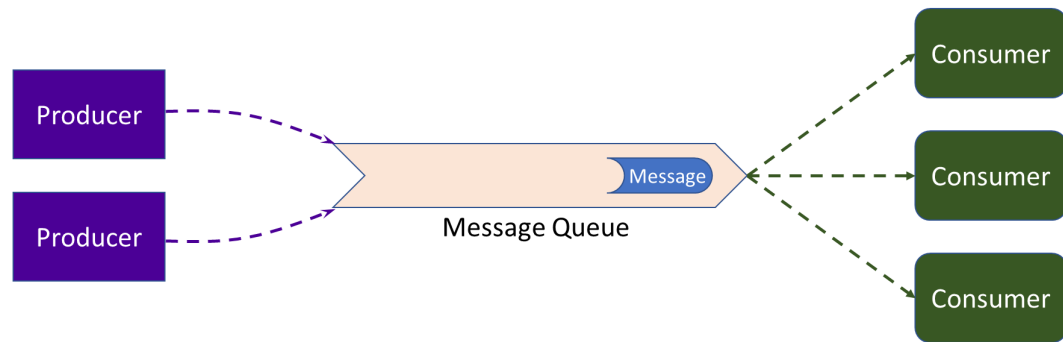 Producer
Producer
Message
Message Queue
Consumer
Consumer
Consumer